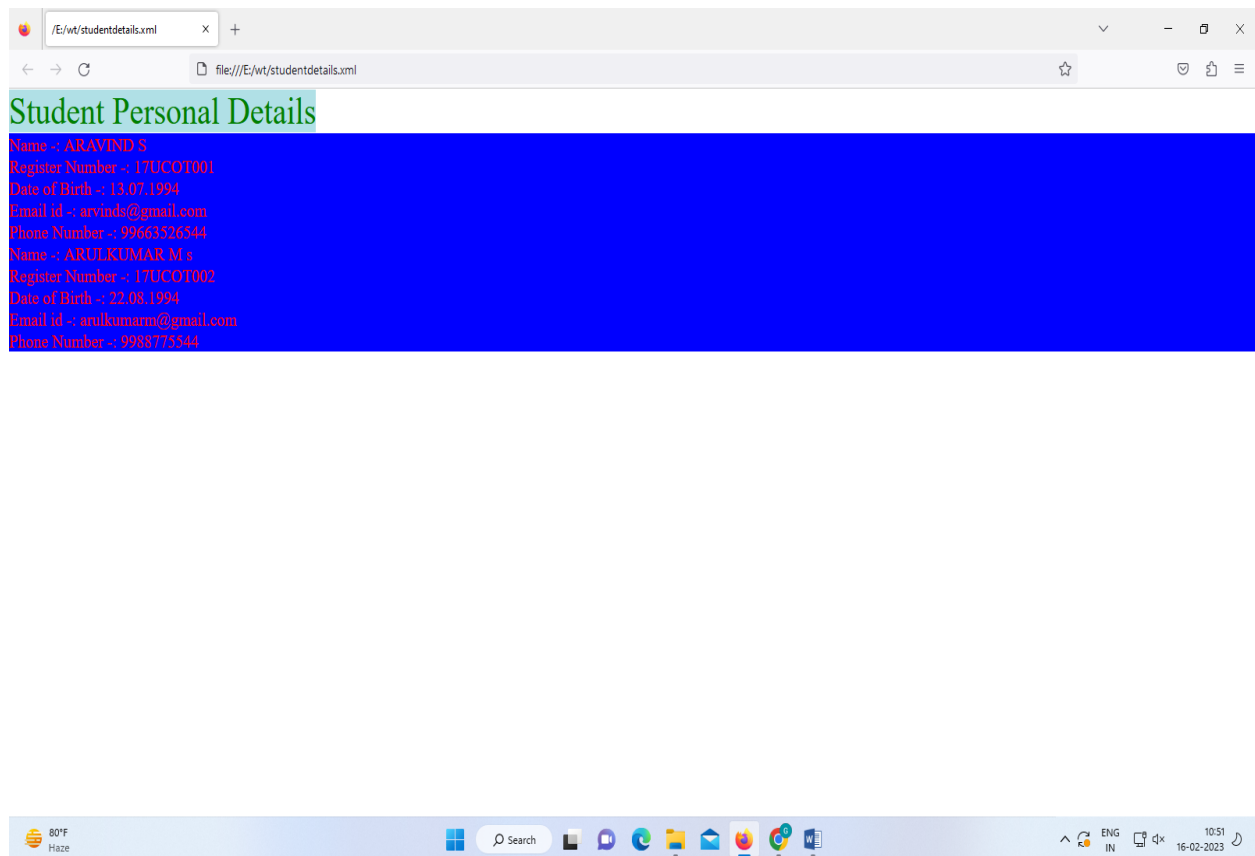 /E:/wt/studentdetails.xml
file:///E:/wt/studentdetails.xml
Student Personal Details
Name -: ARAVIND S
Register Number -: 17UCOT001
Date of Birth -: 13.07.1994
Email id -: arvinds@gmail.com
Phone Number -: 99663526544
Name -: ARULKUMAR M s
Register Number -: 17UCOT002
Date of Birth -: 22.08.1994
Email id -: arulkumarm@gmail.com
Phone Number -: 9988775544
80°F
Haze
Search
G
W
ENG
IN
10:51
16-02-2023